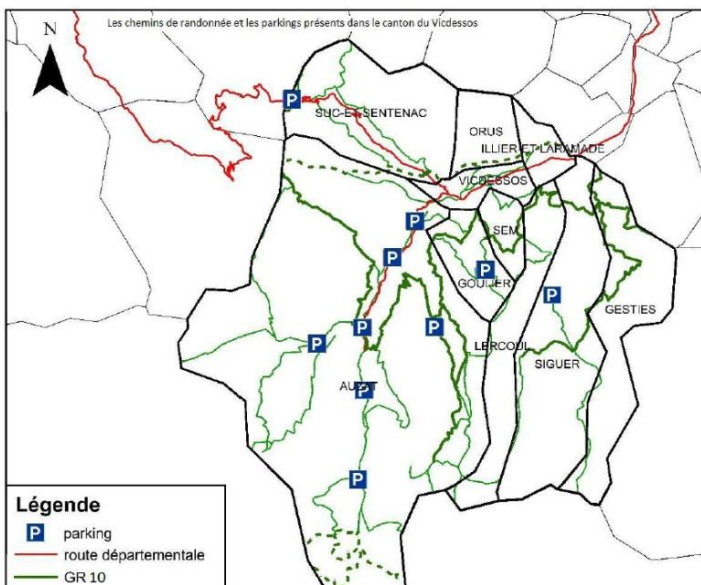 Les chemins de randonnée et les parkings présents dans le canton du Vicdessos
N
P
SUC-ET-SENTENAC
ORUS
ILLIER-ET-LARAMADE
VICDESSOS
P
SEM
P
P
GOULIER
P
GESTIES
P
P
P
LERCOUL
SIGUER
AUZAT
P
P
Légende
P parking
route départementale
GR 10